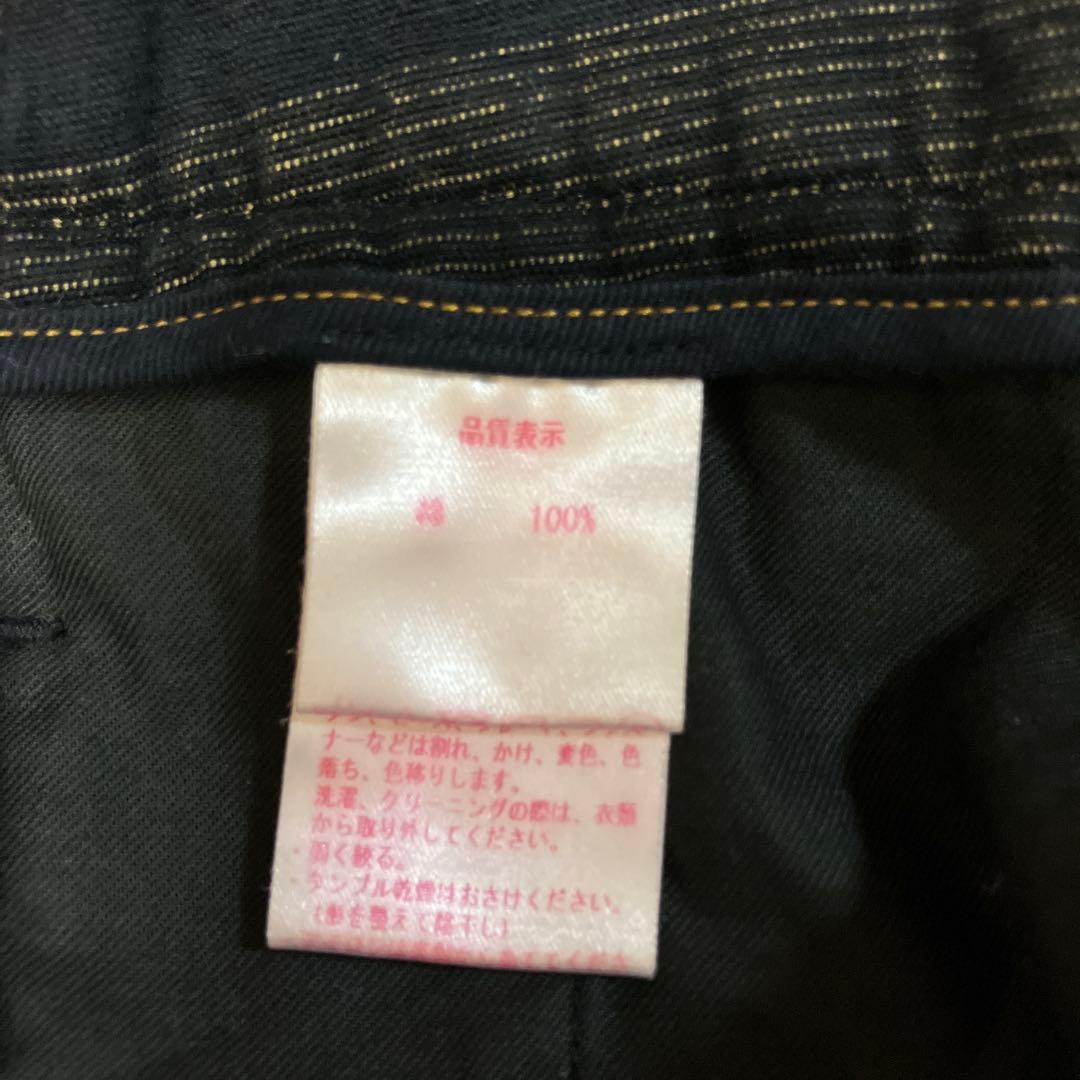 品質表示
綿 100%
ナーなどは割れ、かけ、変色、色
落ち、色移りします。
洗濯、クリーニングの際は、衣類
から取り外してください。
・弱く絞る。
・タンブル乾燥はおさけください。
(形を整えて陰干し)